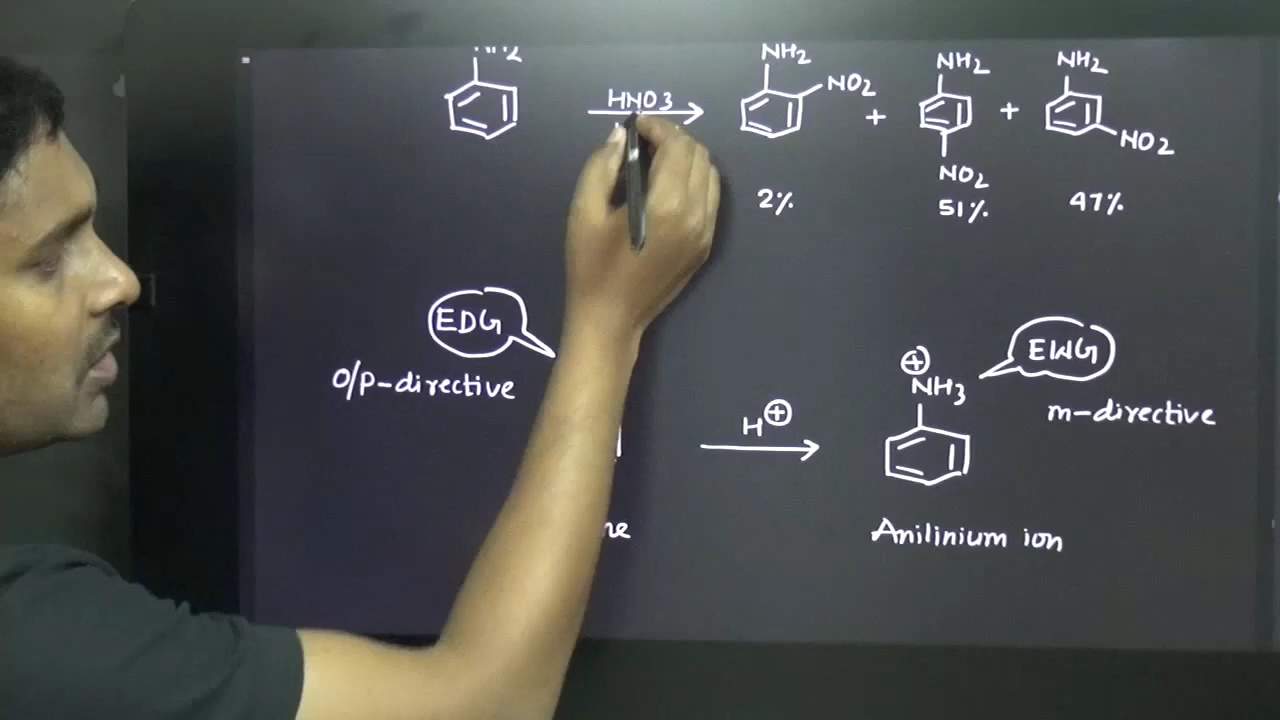 NH2
HNO3
NH2
NO2
+
NH2
NO2
+
NH2
NO2
2%
51%
47%
EDG
O/P-directive
H⊕
⊕
NH3
EWG
m-directive
Anilinium ion